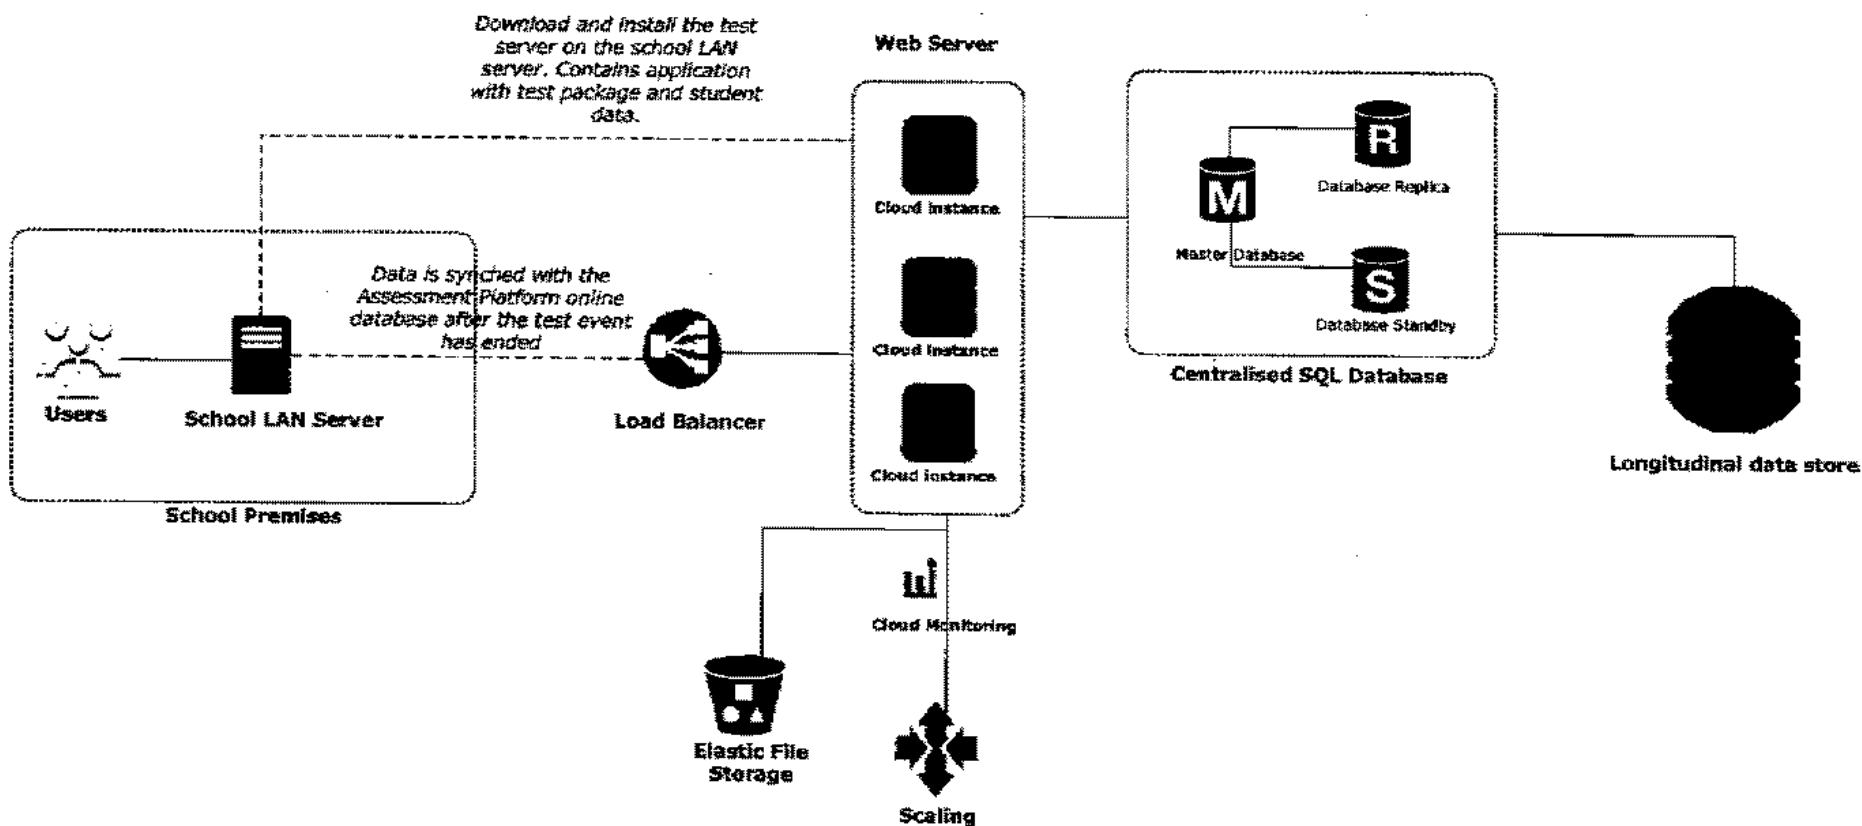 Download and install the test
server on the school LAN
server. Contains application
with test package and student
data.
Web Server
Cloud Instance
Cloud Instance
Cloud Instance
R
Database Replica
M
Master Database
S
Database Standby
Centralised SQL Database
Longitudinal data store
Data is synched with the
Assessment Platform online
database after the test event
has ended
Users
School LAN Server
School Premises
Load Balancer
Cloud Monitoring
Elastic File
Storage
Scaling